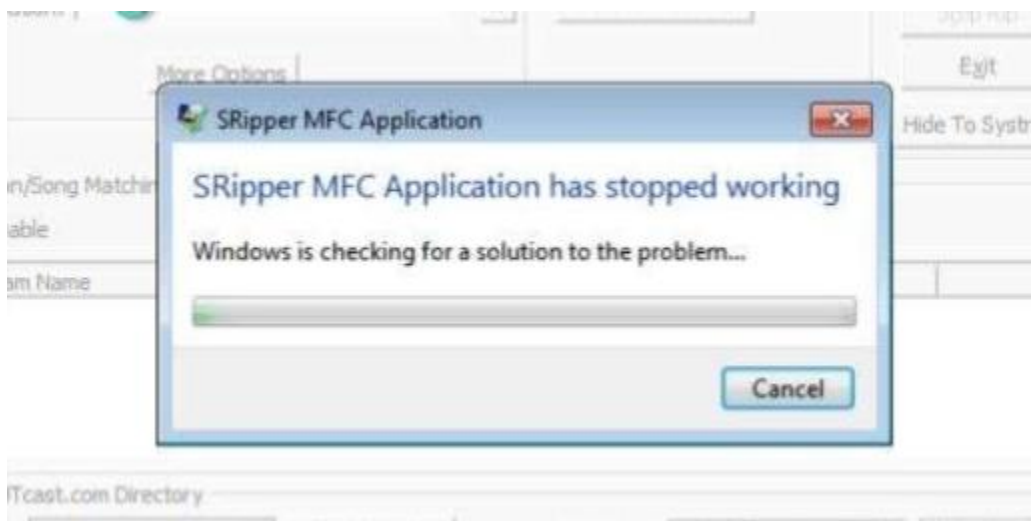 More Options
Exit
SRipper MFC Application
Hide To Syst
n/Song Matchin
SRipper MFC Application has stopped working
able
Windows is checking for a solution to the problem...
am Name
Cancel
Tcast.com Directory